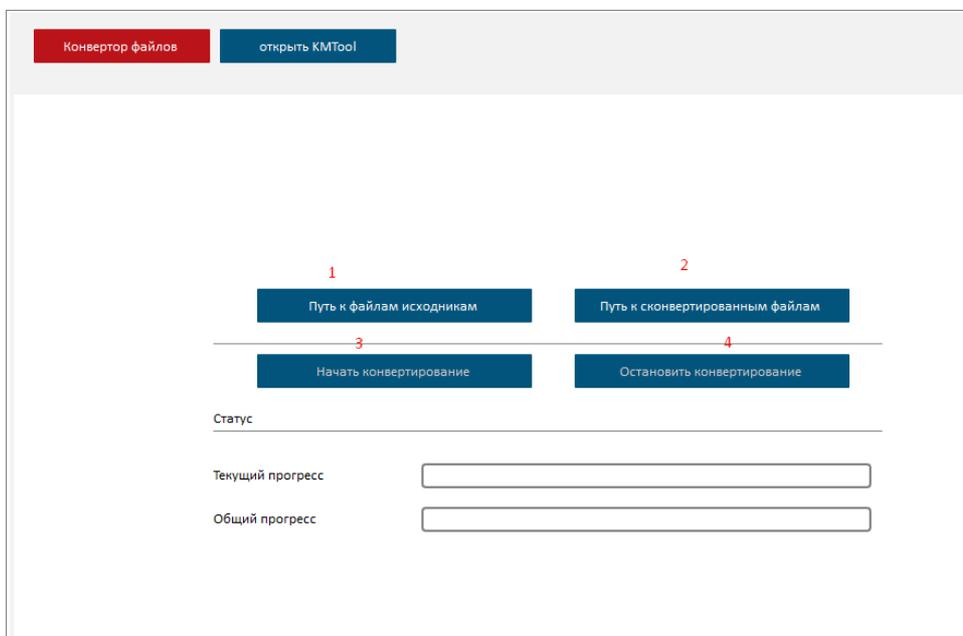 Конвертор файлов открыть KMTool
1 2
Путь к файлам исходникам Путь к сконвертированным файлам
3 4
Начать конвертирование Остановить конвертирование
Статус
Текущий прогресс
Общий прогресс